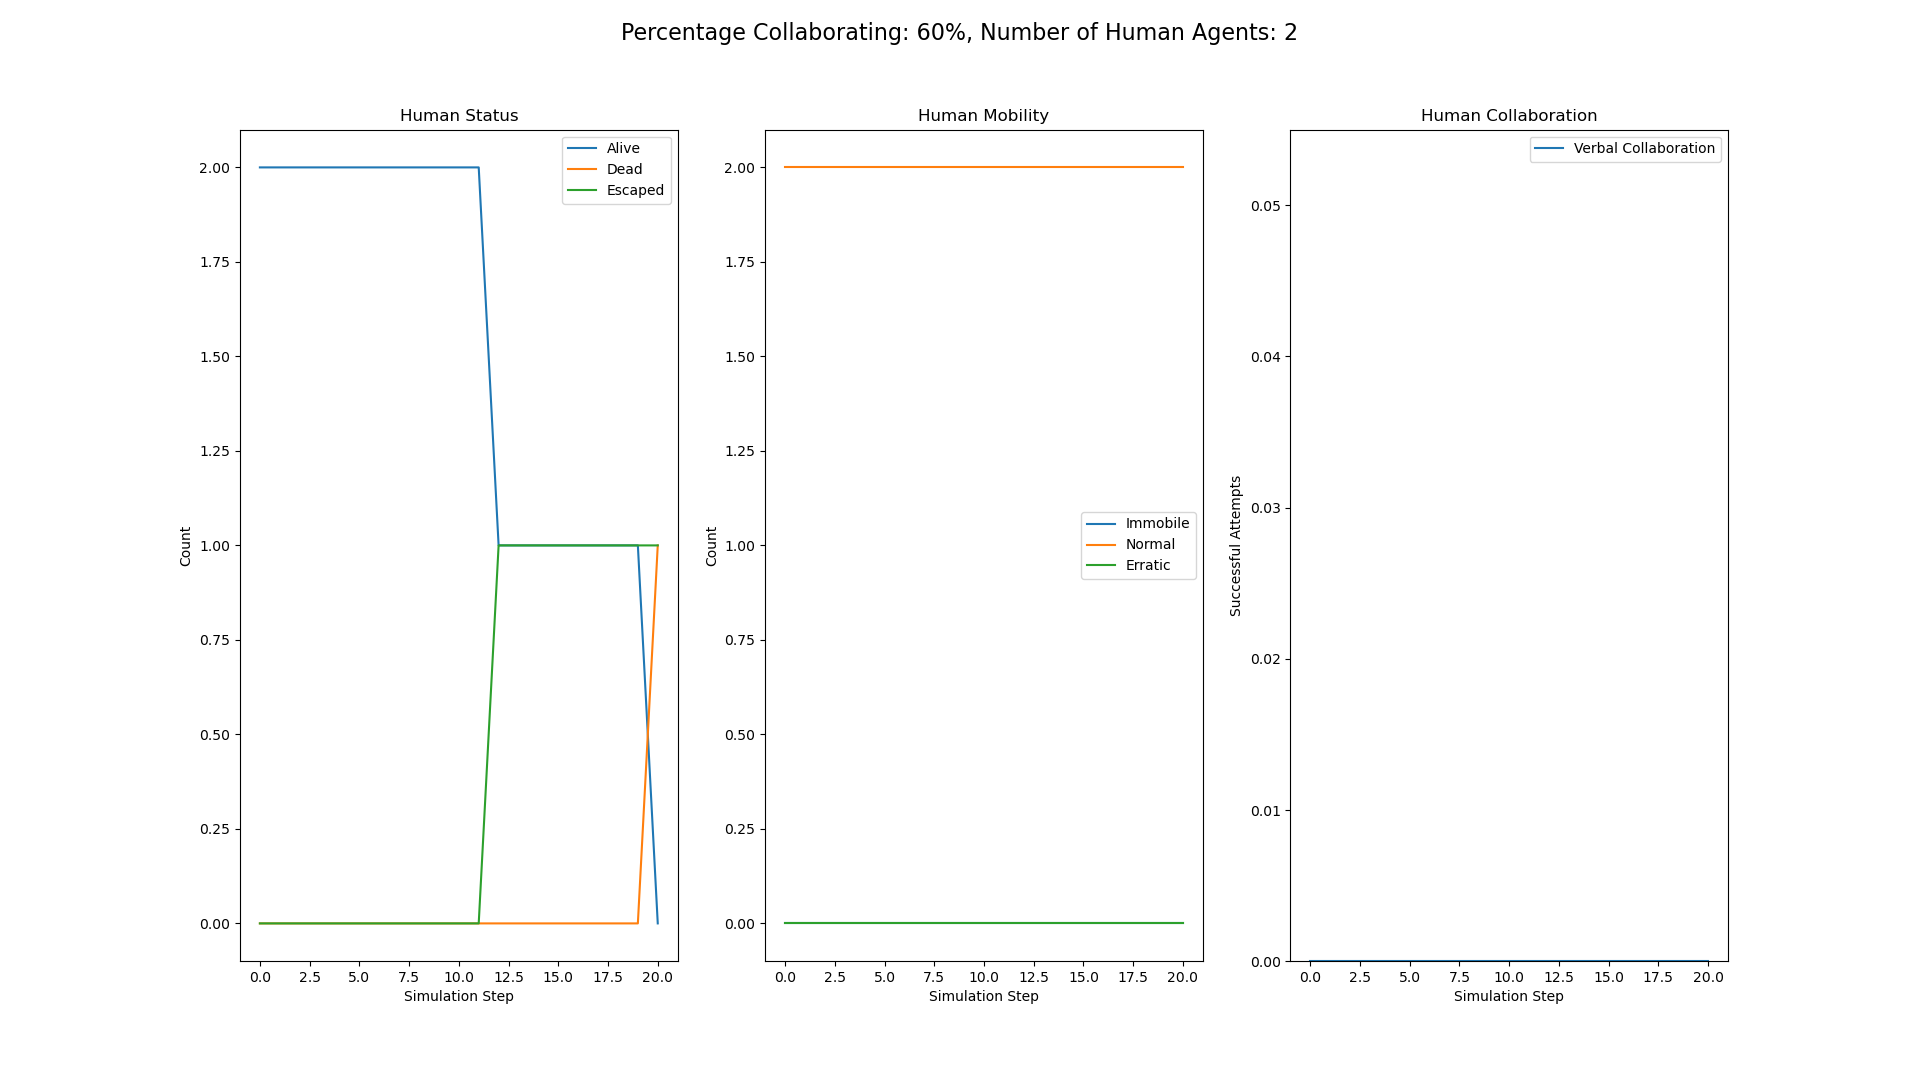 Percentage Collaborating: 60%, Number of Human Agents: 2
Human Status
Alive
Dead
Escaped
2.00
1.75
1.50
1.25
1.00
0.75
0.50
0.25
0.00
Count
0.0 2.5 5.0 7.5 10.0 12.5 15.0 17.5 20.0
Simulation Step
Human Mobility
Immobile
Normal
Erratic
2.00
1.75
1.50
1.25
1.00
0.75
0.50
0.25
0.00
Count
0.0 2.5 5.0 7.5 10.0 12.5 15.0 17.5 20.0
Simulation Step
Human Collaboration
Verbal Collaboration
0.05
0.04
0.03
0.02
0.01
0.00
Successful Attempts
0.0 2.5 5.0 7.5 10.0 12.5 15.0 17.5 20.0
Simulation Step